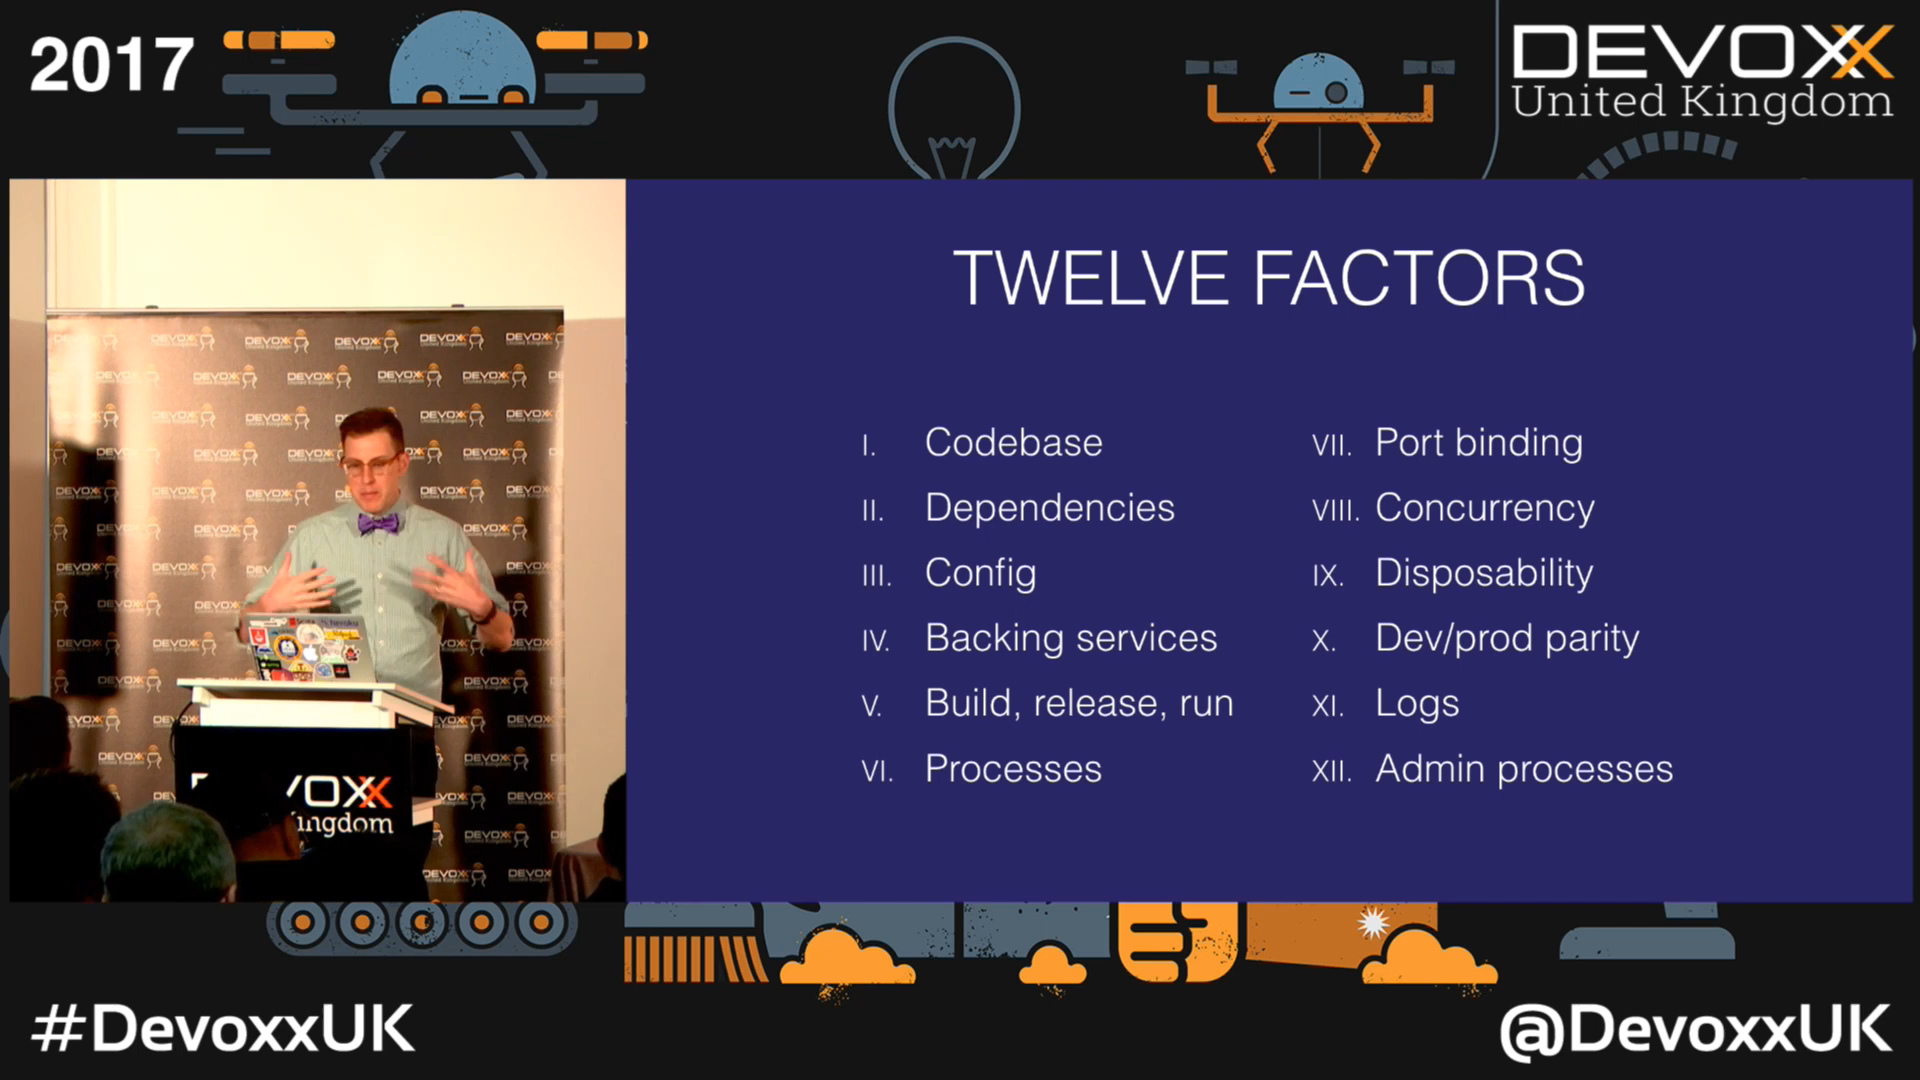 2017
DEVOXX
United Kingdom
TWELVE FACTORS
I. Codebase
II. Dependencies
III. Config
IV. Backing services
V. Build, release, run
VI. Processes
VII. Port binding
VIII. Concurrency
IX. Disposability
X. Dev/prod parity
XI. Logs
XII. Admin processes
#DevoxxUK
@DevoxxUK